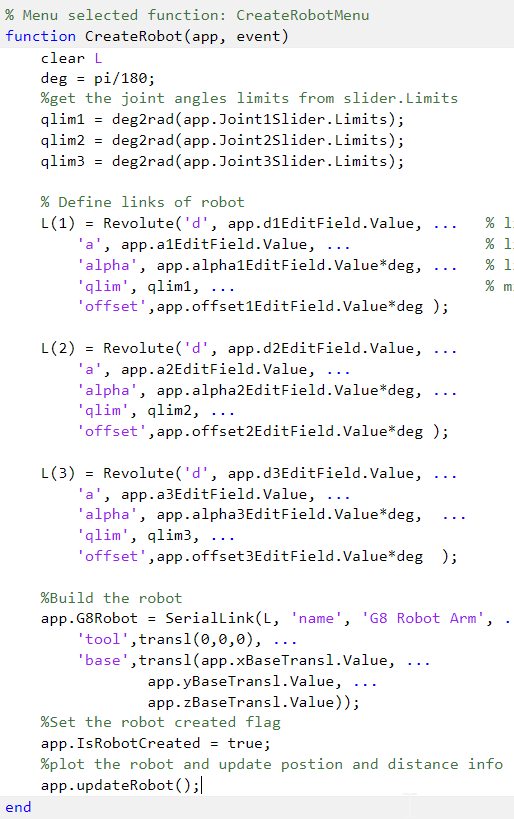 % Menu selected function: CreateRobotMenu
function CreateRobot(app, event)
    clear L
    deg = pi/180;
    %get the joint angles limits from slider.Limits
    qlim1 = deg2rad(app.Joint1Slider.Limits);
    qlim2 = deg2rad(app.Joint2Slider.Limits);
    qlim3 = deg2rad(app.Joint3Slider.Limits);

    % Define links of robot
    L(1) = Revolute('d', app.d1EditField.Value, ...   % l
        'a', app.a1EditField.Value, ...               % l
        'alpha', app.alpha1EditField.Value*deg, ...   % l
        'qlim', qlim1, ...                            % m
        'offset',app.offset1EditField.Value*deg );

    L(2) = Revolute('d', app.d2EditField.Value, ...
        'a', app.a2EditField.Value, ...
        'alpha', app.alpha2EditField.Value*deg, ...
        'qlim', qlim2, ...
        'offset',app.offset2EditField.Value*deg );

    L(3) = Revolute('d', app.d3EditField.Value, ...
        'a', app.a3EditField.Value, ...
        'alpha', app.alpha3EditField.Value*deg,  ...
        'qlim', qlim3, ...
        'offset',app.offset3EditField.Value*deg  );

    %Build the robot
    app.G8Robot = SerialLink(L, 'name', 'G8 Robot Arm', .
        'tool',transl(0,0,0), ...
        'base',transl(app.xBaseTransl.Value, ...
                app.yBaseTransl.Value, ...
                app.zBaseTransl.Value));
    %Set the robot created flag
    app.IsRobotCreated = true;
    %plot the robot and update postion and distance info
    app.updateRobot();
end